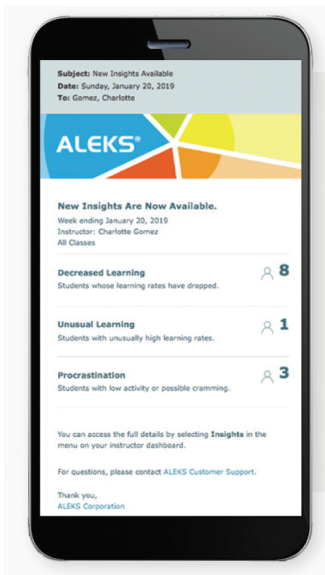 Subject: New Insights Available
Date: Sunday, January 20, 2019
To: Gomez, Charlotte
ALEKS®
New Insights Are Now Available.
Week ending January 20, 2019
Instructor: Charlotte Gomez
All Classes
Decreased Learning
8
Students whose learning rates have dropped.
Unusual Learning
1
Students with unusually high learning rates.
Procrastination
3
Students with low activity or possible cramming.
You can access the full details by selecting Insights in the
menu on your instructor dashboard.
For questions, please contact ALEKS Customer Support.
Thank you,
ALEKS Corporation